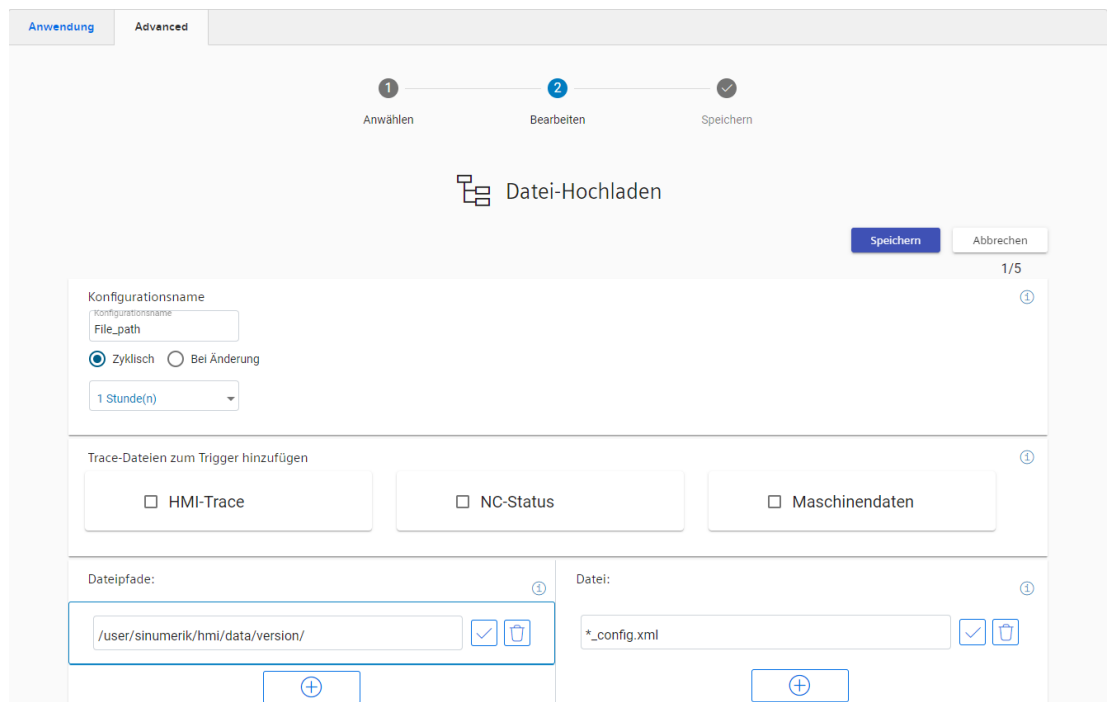 Anwendung Advanced
1 2
Anwählen Bearbeiten Speichern
Datei-Hochladen
Speichern Abbrechen
1/5
Konfigurationsname
Konfigurationsname
File_path
Zyklisch Bei Änderung
1 Stunde(n)
Trace-Dateien zum Trigger hinzufügen
HMI-Trace NC-Status Maschinendaten
Dateipfade: Datei:
/user/sinumerik/hmi/data/version/ *_config.xml